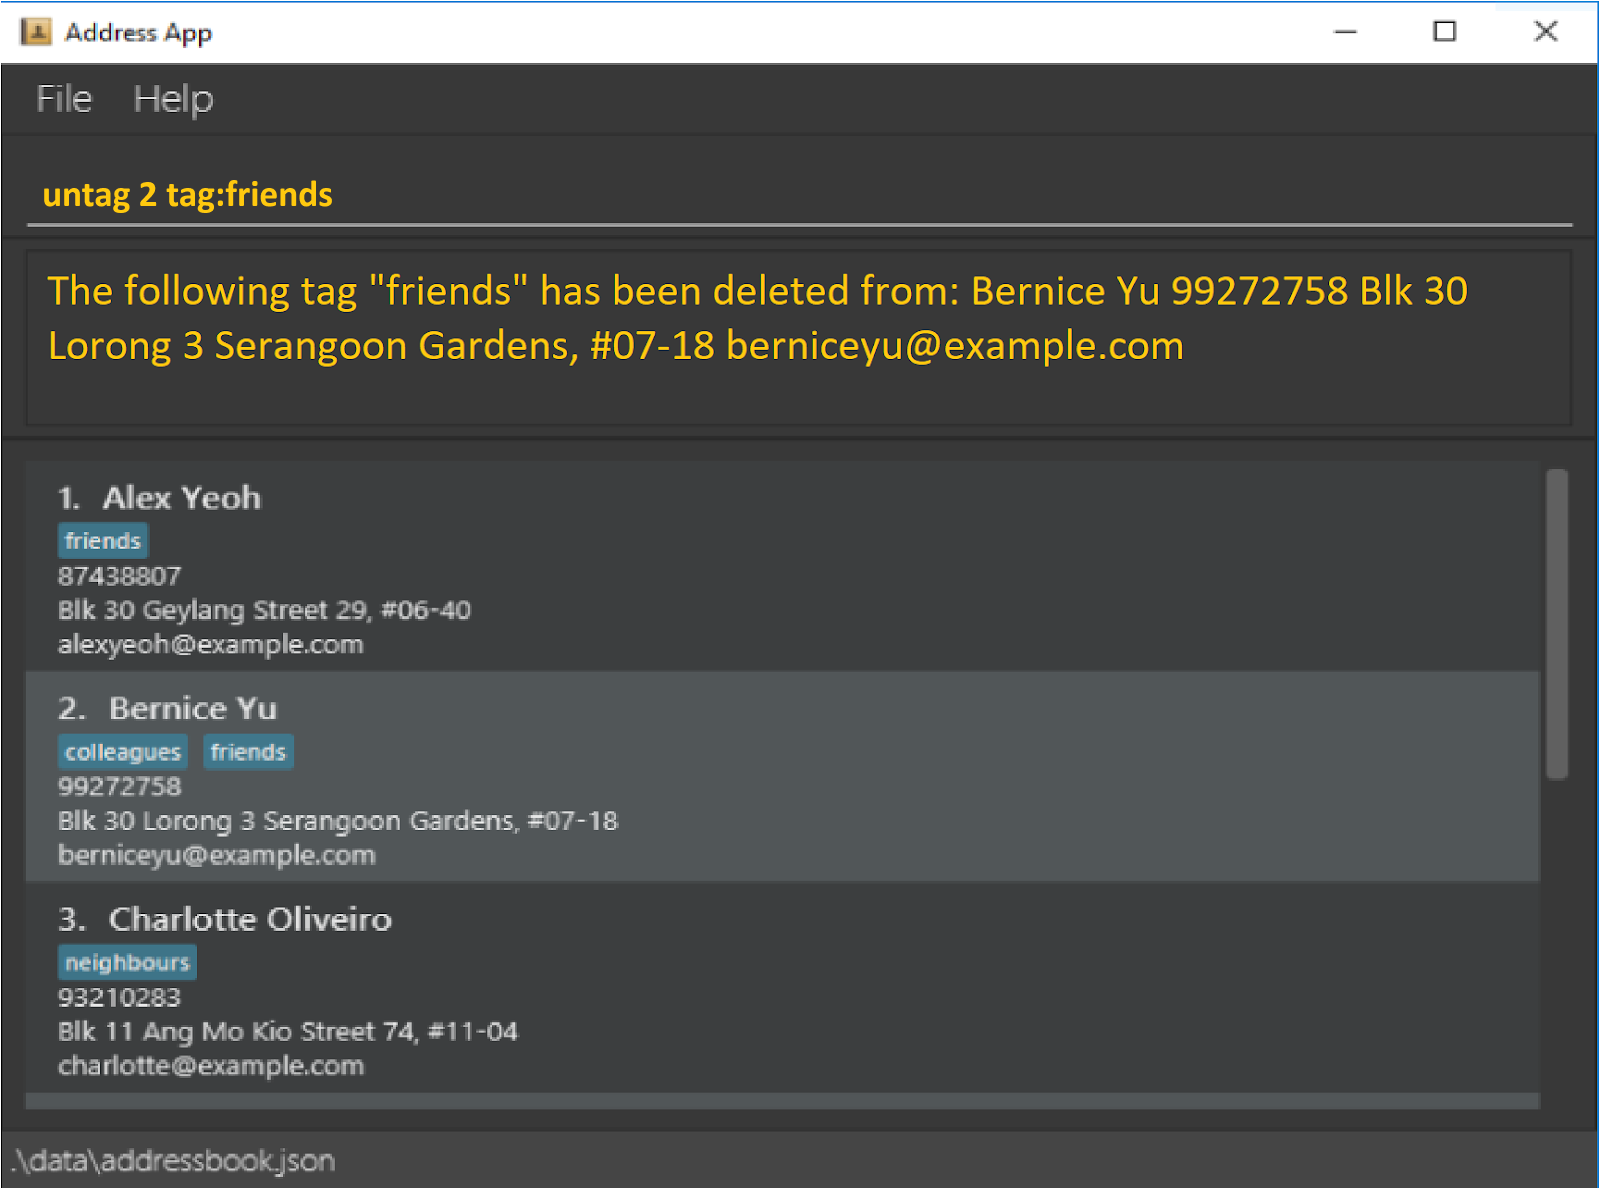 Address App
File Help
untag 2 tag:friends
The following tag "friends" has been deleted from: Bernice Yu 99272758 Blk 30
Lorong 3 Serangoon Gardens, #07-18 berniceyu@example.com
1. Alex Yeoh
friends
87438807
Blk 30 Geylang Street 29, #06-40
alexyeoh@example.com
2. Bernice Yu
colleagues friends
99272758
Blk 30 Lorong 3 Serangoon Gardens, #07-18
berniceyu@example.com
3. Charlotte Oliveiro
neighbours
93210283
Blk 11 Ang Mo Kio Street 74, #11-04
charlotte@example.com
.\data\addressbook.json